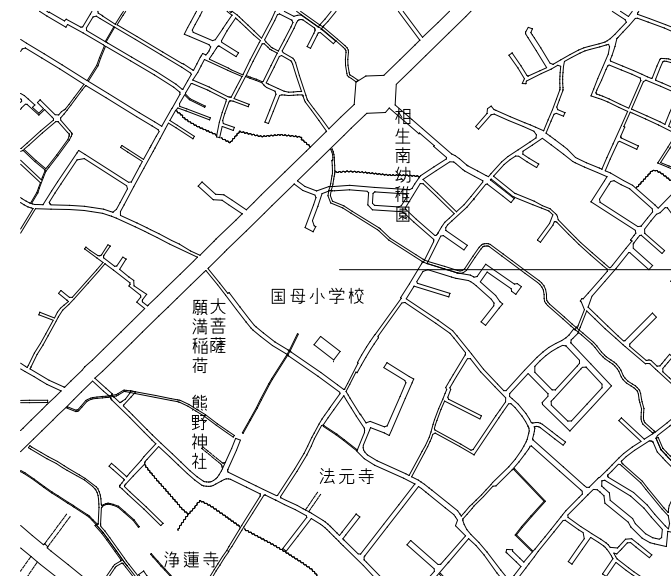 相生南幼稚園
国母小学校
大菩薩
願満稲荷
熊野神社
法元寺
浄蓮寺